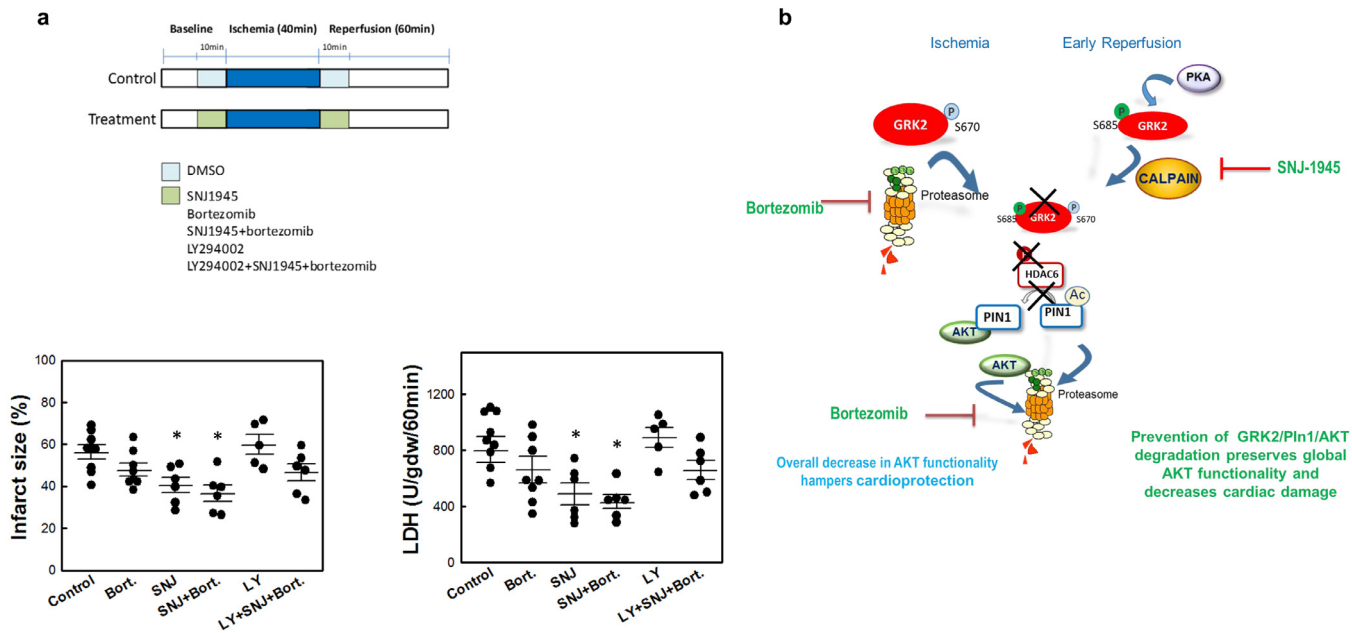 a
Baseline Ischemia (40min) Reperfusion (60min)
10min 10min
Control
Treatment
DMSO
SNJ1945
Bortezomib
SNJ1945+bortezomib
LY294002
LY294002+SNJ1945+bortezomib
Infarct size (%)
100
80
60
40
20
0
* *
Control Bort. SNJ SNJ+Bort. LY LY+SNJ+Bort.
LDH (U/gdw/60min)
1200
800
400
0
* *
Control Bort. SNJ SNJ+Bort. LY LY+SNJ+Bort.
b
Ischemia Early Reperfusion
PKA
P
GRK2
S670
P
S685
GRK2
CALPAIN
SNJ-1945
Bortezomib
Proteasome
P
S685
GRK2
P
S670
HDAC6
Ac
PIN1
PIN1
AKT
AKT
Proteasome
Bortezomib
Overall decrease in AKT functionality
hampers cardioprotection
Prevention of GRK2/PIn1/AKT
degradation preserves global
AKT functionality and
decreases cardiac damage